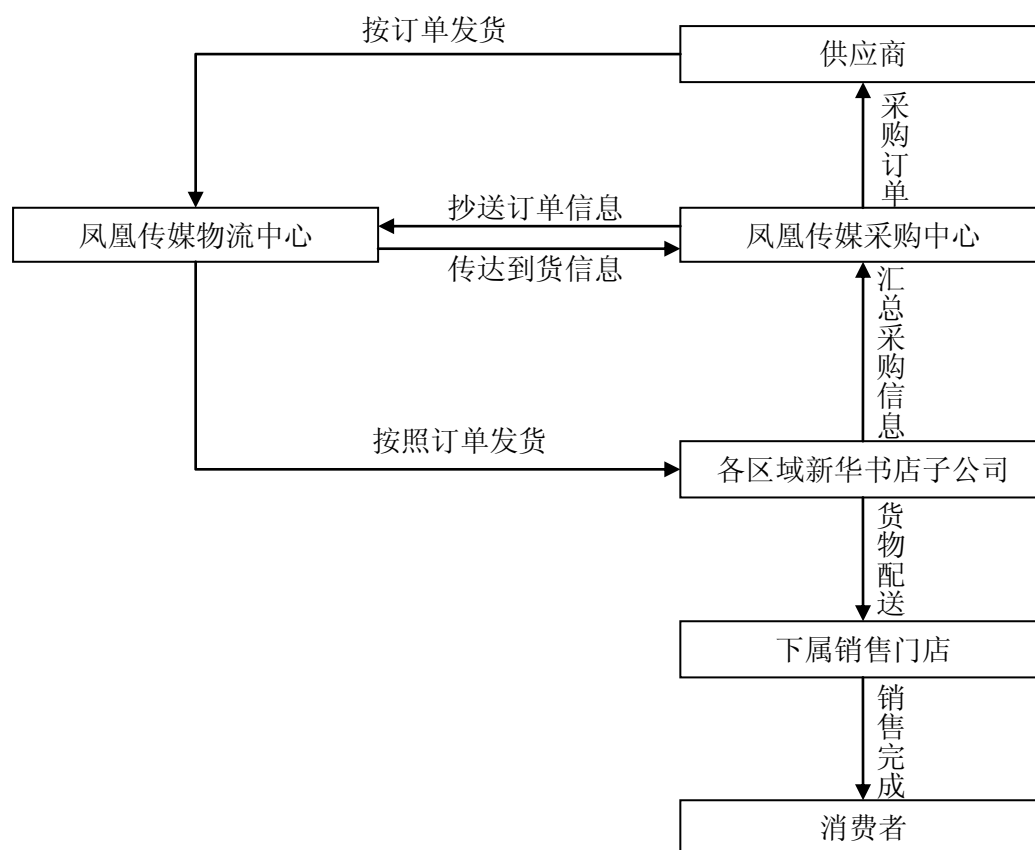 按订单发货
供应商
采购订单
抄送订单信息
凤凰传媒物流中心
凤凰传媒采购中心
传达到货信息
汇总采购信息
按照订单发货
各区域新华书店子公司
货物配送
下属销售门店
销售完成
消费者